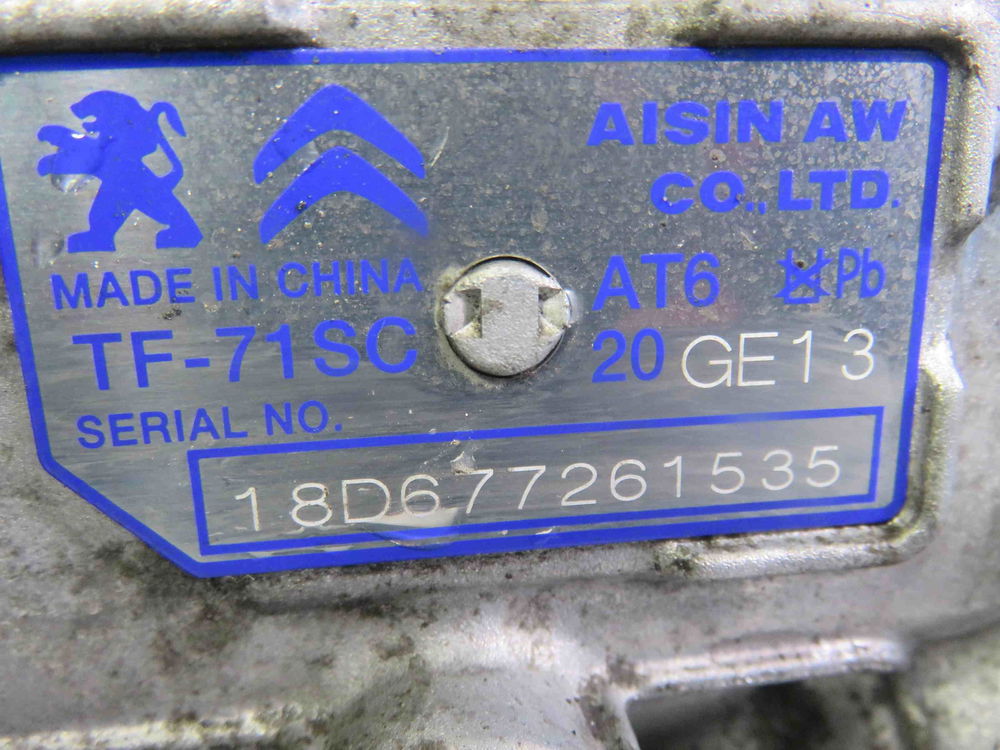 AISIN AW
CO., LTD.
MADE IN CHINA
AT6 Pb
TF-71SC
20 GE13
SERIAL NO.
18D677261535